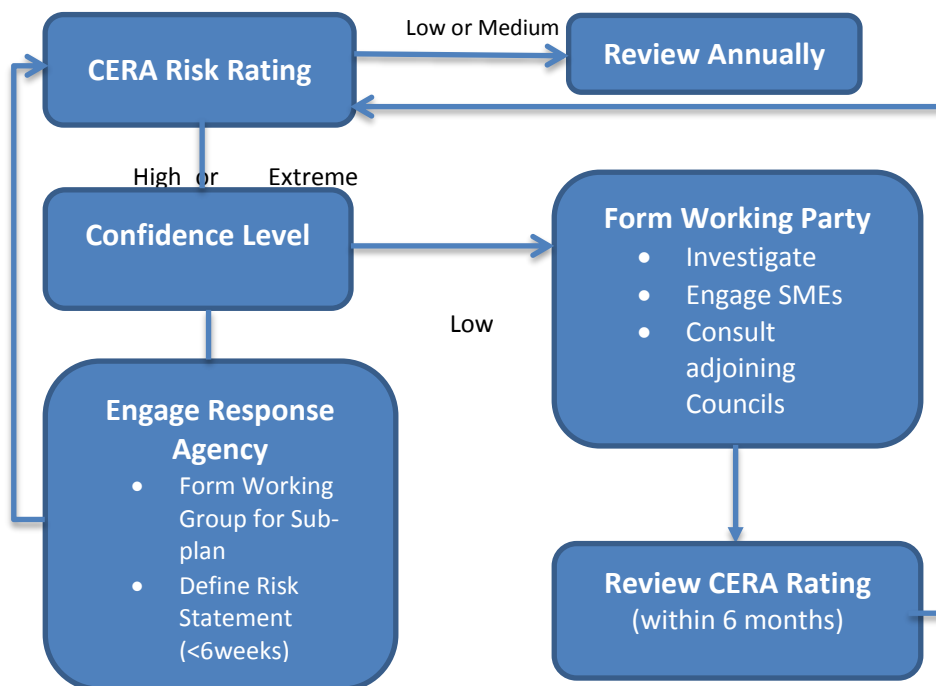 CERA Risk Rating
Low or Medium
Review Annually
High or Extreme
Confidence Level
Low
Form Working Party
• Investigate
• Engage SMEs
• Consult
adjoining
Councils
Engage Response
Agency
• Form Working
Group for Sub-
plan
• Define Risk
Statement
(<6weeks)
Review CERA Rating
(within 6 months)